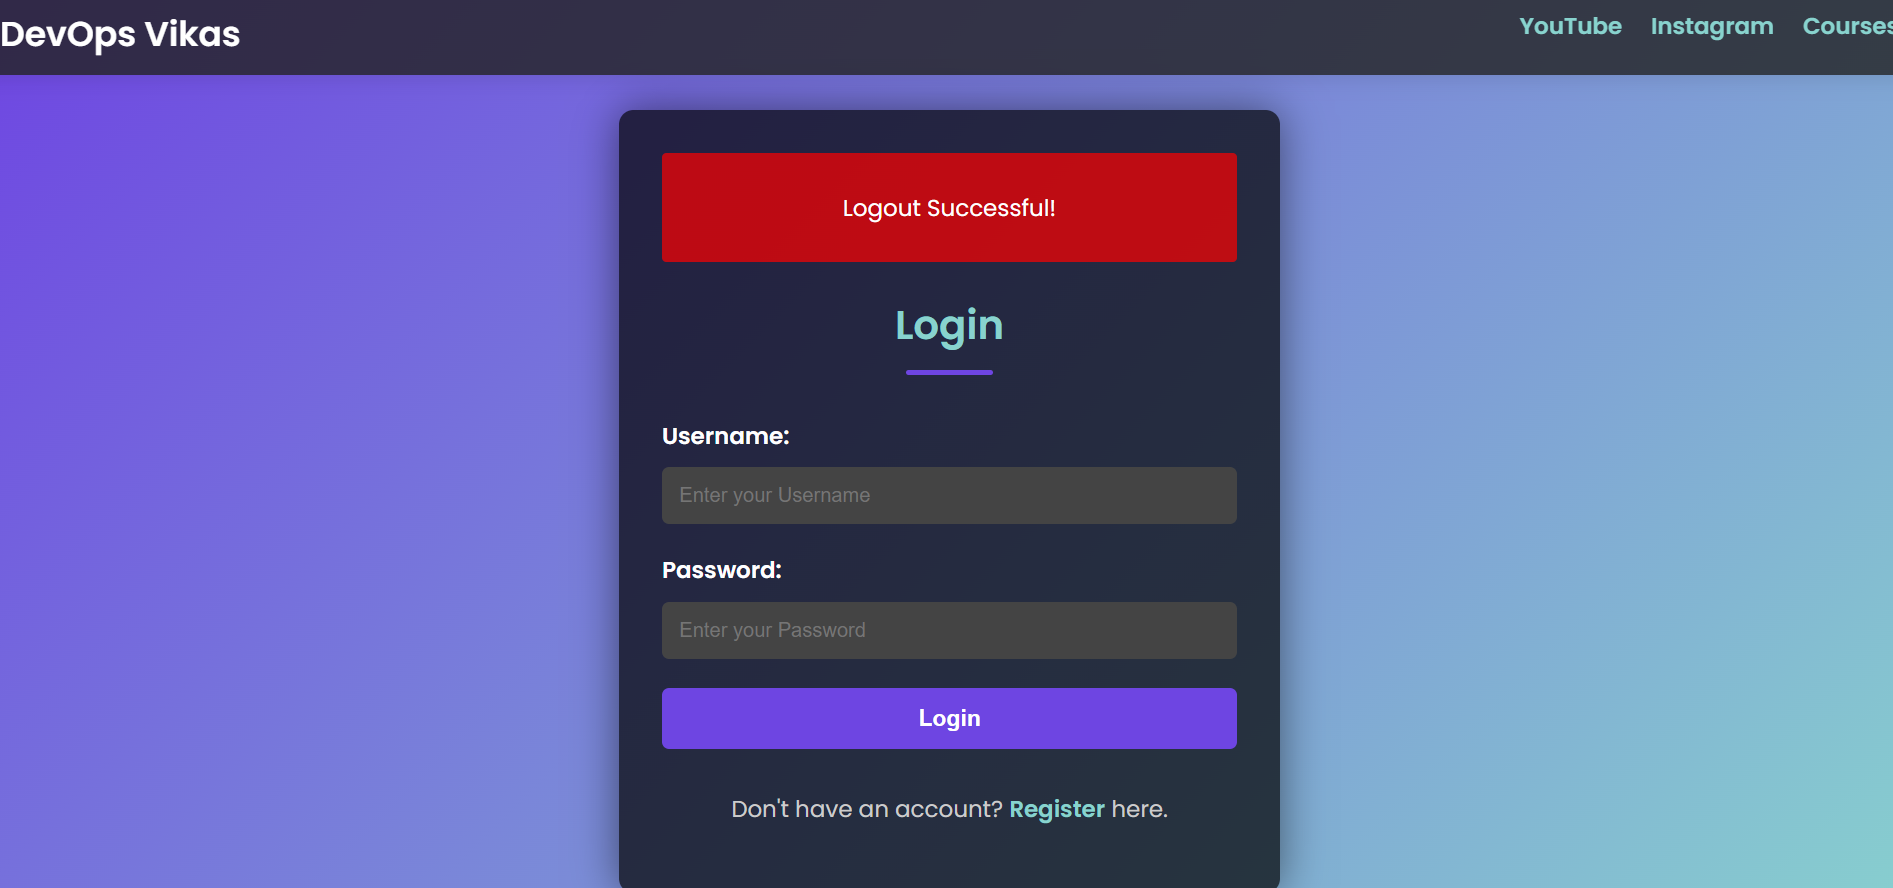 DevOps Vikas
YouTube Instagram Courses
Logout Successful!
Login
Username:
Enter your Username
Password:
Enter your Password
Login
Don't have an account? Register here.